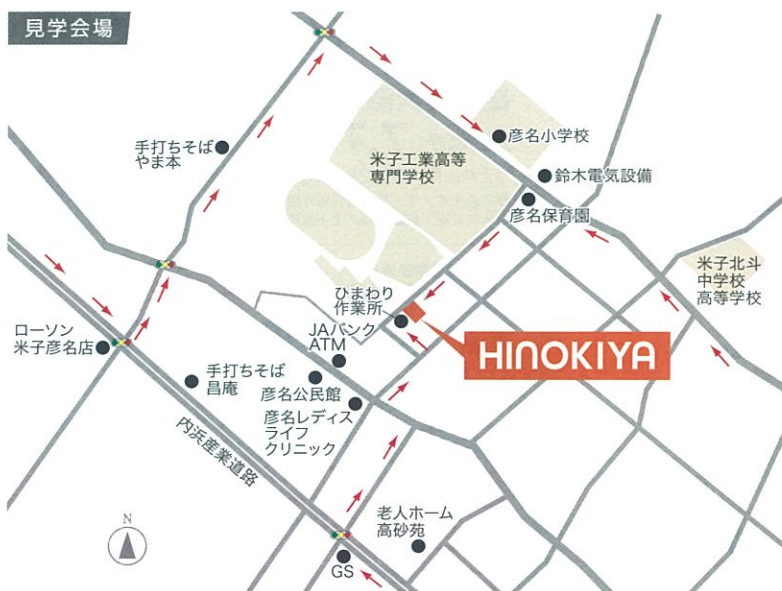 見学会場
手打ちそば
やま本
米子工業高等
専門学校
彦名小学校
鈴木電気設備
彦名保育園
米子北斗
中学校
高等学校
ひまわり
作業所
JAバンク
ATM
HINOKIYA
ローソン
米子彦名店
手打ちそば
昌庵
彦名公民館
彦名レディス
ライフ
クリニック
内浜産業道路
老人ホーム
高砂苑
N
GS